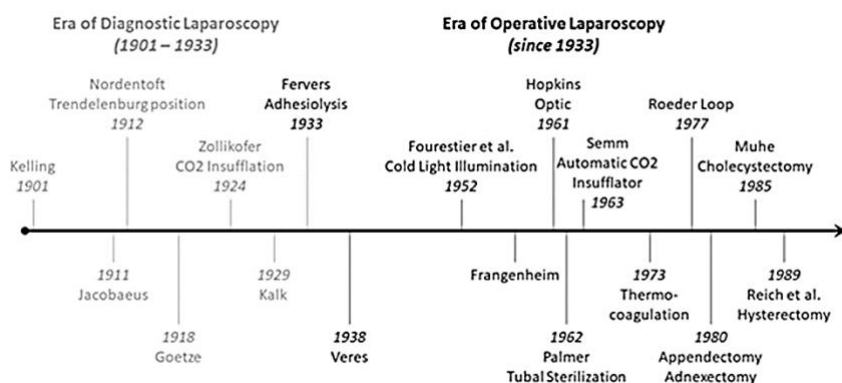 Era of Diagnostic Laparoscopy
(1901 – 1933)
Era of Operative Laparoscopy
(since 1933)
Kelling
1901
Nordentoft
Trendelenburg position
1912
Zollikofer
CO2 Insufflation
1924
Fervers
Adhesiolysis
1933
Fourestier et al.
Cold Light Illumination
1952
Hopkins
Optic
1961
Semm
Automatic CO2
Insufflator
1963
Roeder Loop
1977
Muhe
Cholecystectomy
1985
1911
Jacobaeus
1918
Goetze
1929
Kalk
1938
Veres
Frangenheim
1962
Palmer
Tubal Sterilization
1973
Thermo-
coagulation
1980
Appendectomy
Adnexectomy
1989
Reich et al.
Hysterectomy